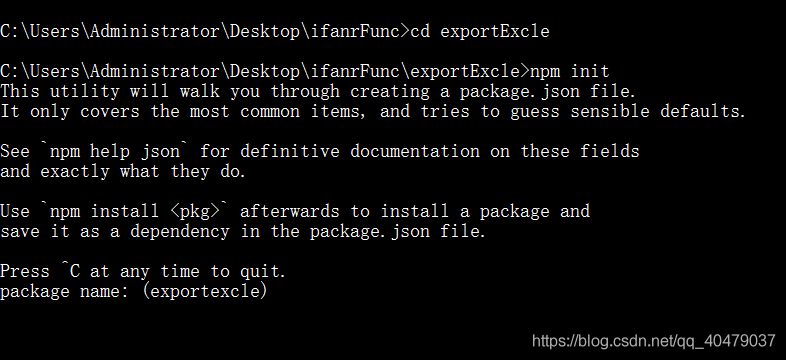 C:\Users\Administrator\Desktop\ifanrFunc>cd exportExcle
C:\Users\Administrator\Desktop\ifanrFunc\exportExcle>npm init
This utility will walk you through creating a package.json file.
It only covers the most common items, and tries to guess sensible defaults.
See `npm help json` for definitive documentation on these fields
and exactly what they do.
Use `npm install <pkg>` afterwards to install a package and
save it as a dependency in the package.json file.
Press ^C at any time to quit.
package name: (exportexcle)
https://blog.csdn.net/qq_40479037